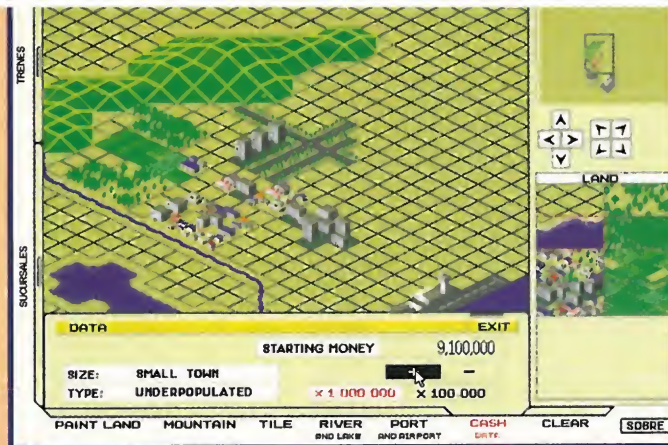 TRENES
SUCURSALES
LAND
DATA EXIT
STARTING MONEY 9,100,000
SIZE: SMALL TOWN + −
TYPE: UNDERPOPULATED × 1 000 000 × 100 000
PAINT LAND MOUNTAIN TILE RIVER AND LAKE PORT AND AIRPORT CASH DATE CLEAR SOBRE